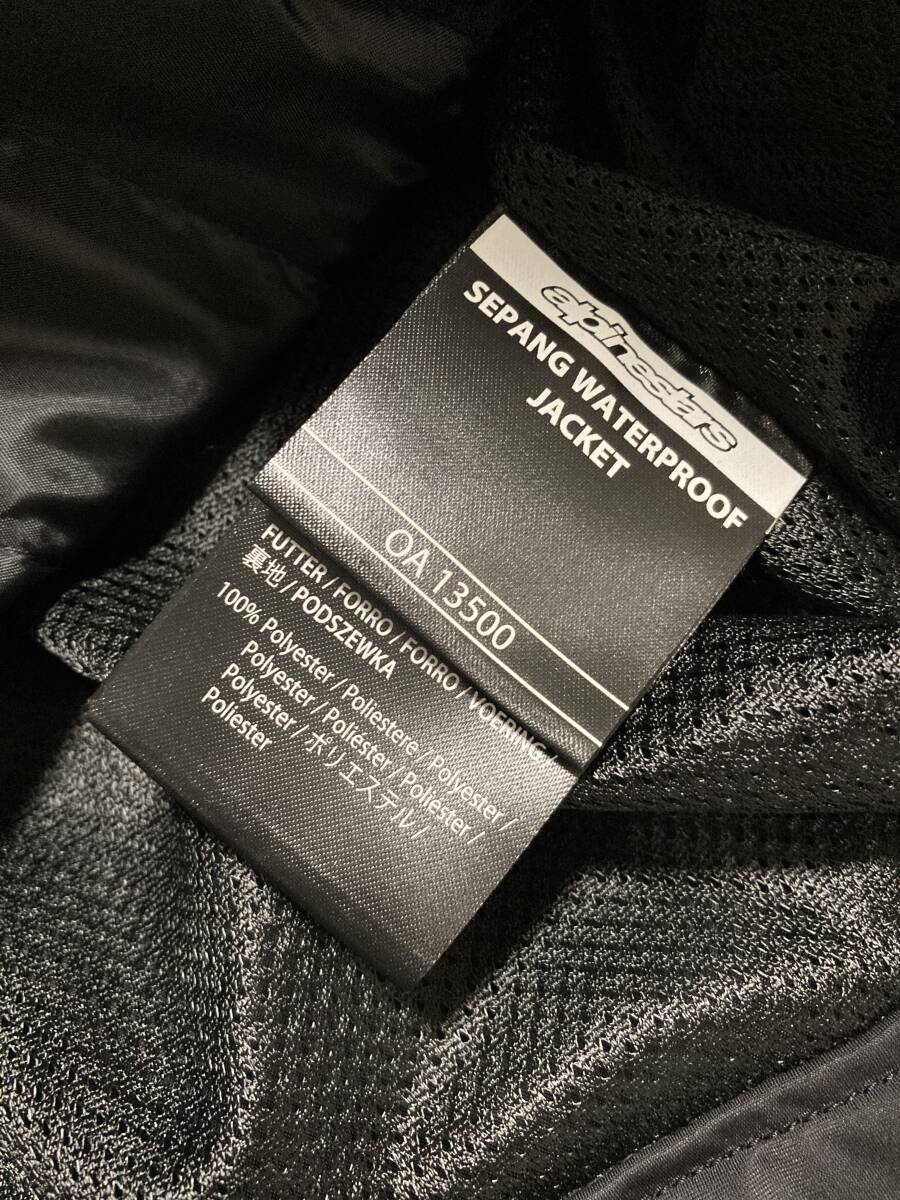 alpinestars
SEPANG WATERPROOF
JACKET
OA 13500
FUTTER / FORRO / FORRO / VOERING /
裏地 / PODSZEWKA
100% Polyester / Poliestere / Polyester /
Polyester / Poliester / Poliester /
Polyester / ポリエステル /
Poliester